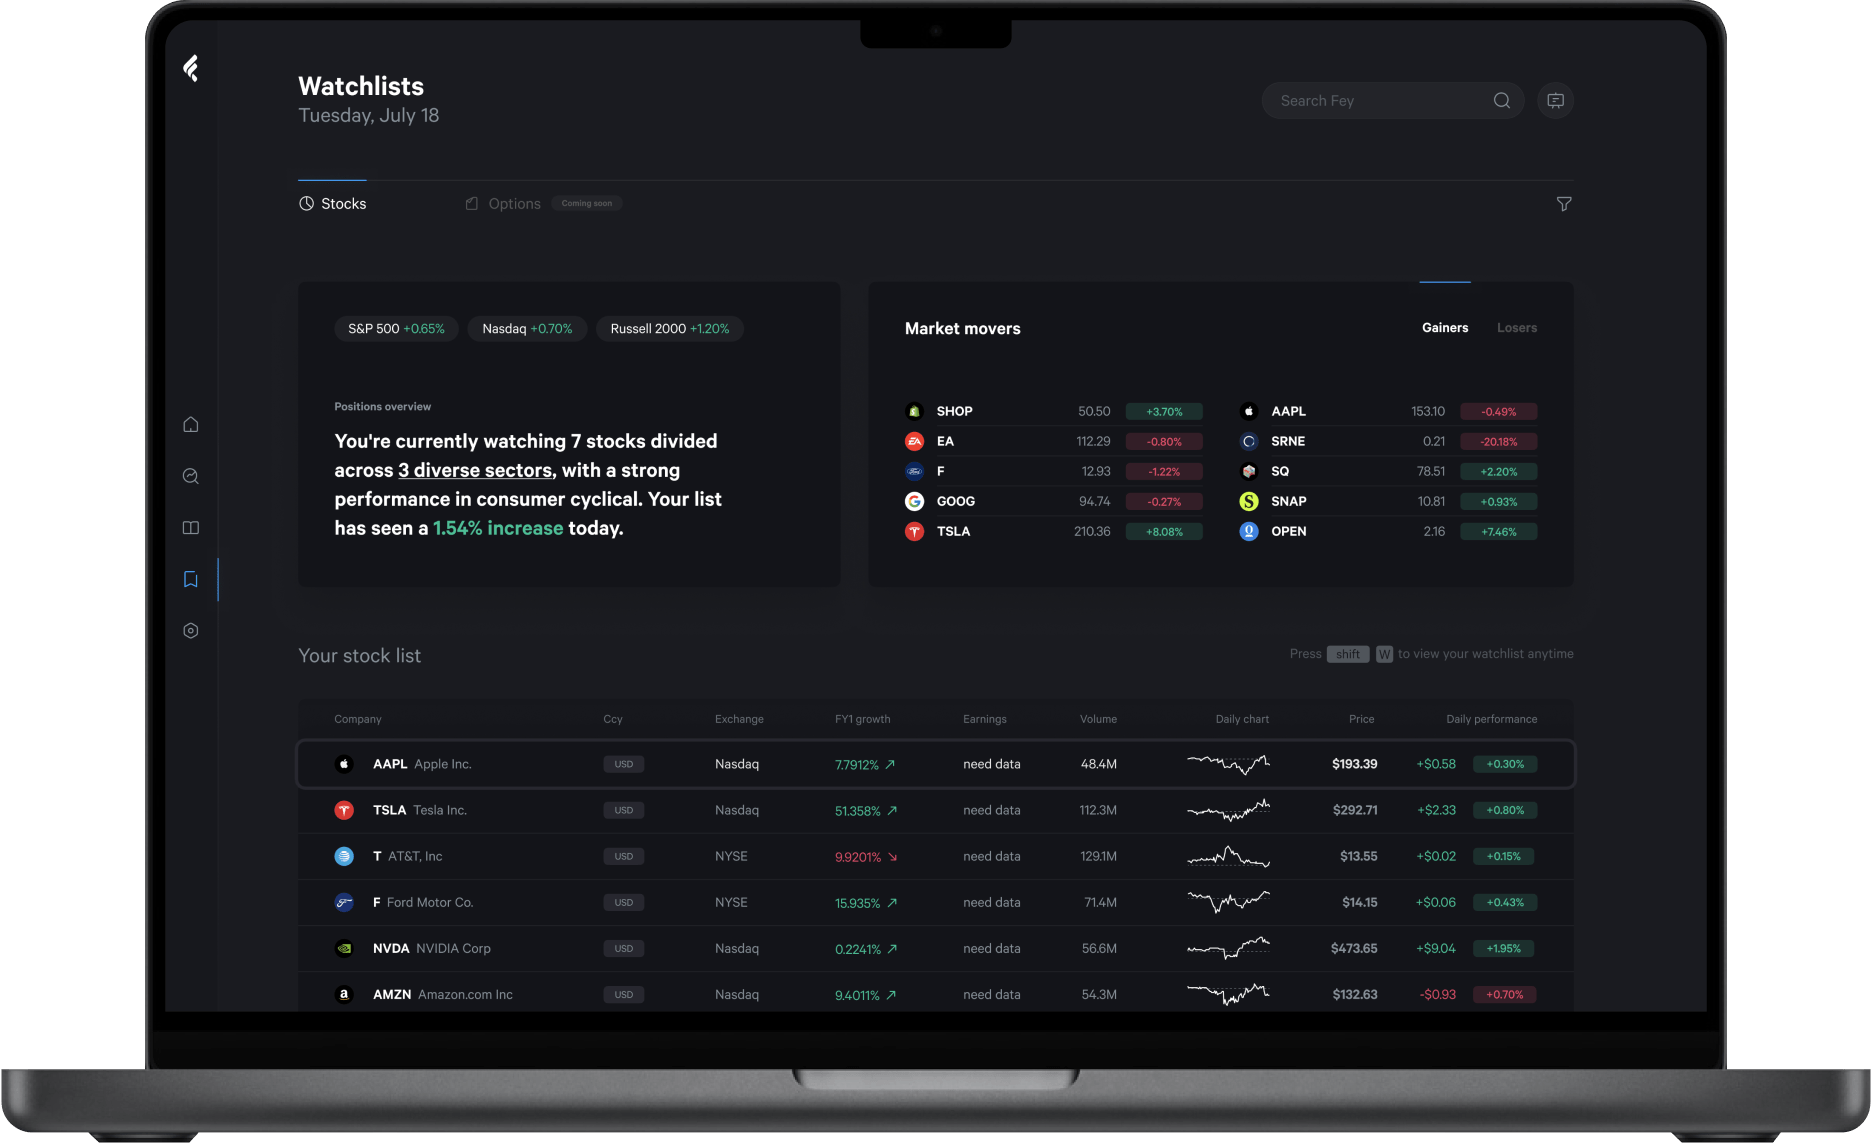 Watchlists
Tuesday, July 18
Search Fey
Stocks
Options Coming soon
S&P 500 +0.65% Nasdaq +0.70% Russell 2000 +1.20%
Positions overview
You're currently watching 7 stocks divided
across 3 diverse sectors, with a strong
performance in consumer cyclical. Your list
has seen a 1.54% increase today.
Market movers
Gainers Losers
SHOP 50.50 +3.70%
EA 112.29 -0.80%
F 12.93 -1.22%
GOOG 94.74 -0.27%
TSLA 210.36 +8.08%
AAPL 153.10 -0.49%
SRNE 0.21 -20.18%
SQ 78.51 +2.20%
SNAP 10.81 +0.93%
OPEN 2.16 +7.46%
Your stock list
Press shift W to view your watchlist anytime
Company Ccy Exchange FY1 growth Earnings Volume Daily chart Price Daily performance
AAPL Apple Inc. USD Nasdaq 7.7912% need data 48.4M $193.39 +$0.58 +0.30%
TSLA Tesla Inc. USD Nasdaq 51.358% need data 112.3M $292.71 +$2.33 +0.80%
T AT&T, Inc USD NYSE 9.9201% need data 129.1M $13.55 +$0.02 +0.15%
F Ford Motor Co. USD NYSE 15.935% need data 71.4M $14.15 +$0.06 +0.43%
NVDA NVIDIA Corp USD Nasdaq 0.2241% need data 56.6M $473.65 +$9.04 +1.95%
AMZN Amazon.com Inc USD Nasdaq 9.4011% need data 54.3M $132.63 -$0.93 +0.70%